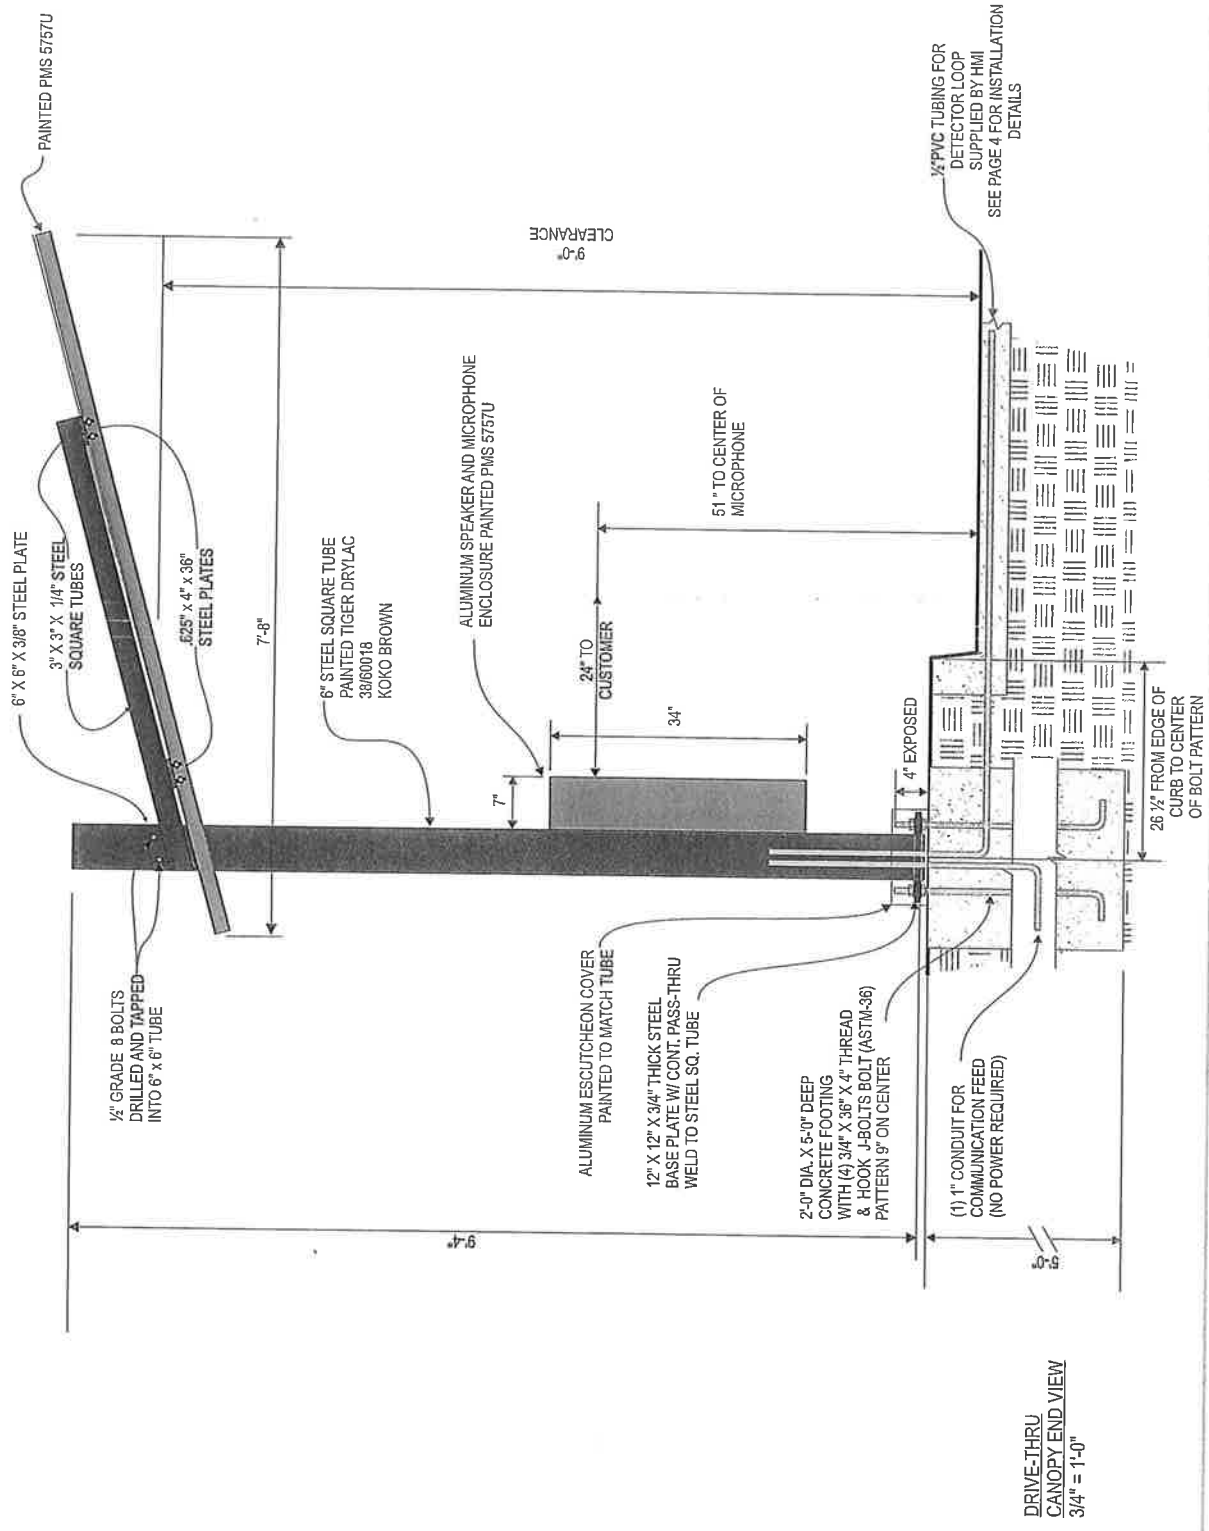 PAINTED PMS 5757U
6" X 6" X 3/8" STEEL PLATE
3" X 3" X 1/4" STEEL
SQUARE TUBES
.625" x 4" x 36"
STEEL PLATES
½" GRADE 8 BOLTS
DRILLED AND TAPPED
INTO 6" x 6" TUBE
7'-8"
9'-0"
CLEARANCE
6" STEEL SQUARE TUBE
PAINTED TIGER DRYLAC
38/60018
KOKO BROWN
ALUMINUM SPEAKER AND MICROPHONE
ENCLOSURE PAINTED PMS 5757U
24" TO
CUSTOMER
51" TO CENTER OF
MICROPHONE
34"
7"
4" EXPOSED
½"PVC TUBING FOR
DETECTOR LOOP
SUPPLIED BY HMI
SEE PAGE 4 FOR INSTALLATION
DETAILS
26 ½" FROM EDGE OF
CURB TO CENTER
OF BOLT PATTERN
ALUMINUM ESCUTCHEON COVER
PAINTED TO MATCH TUBE
12" X 12" X 3/4" THICK STEEL
BASE PLATE W/ CONT. PASS-THRU
WELD TO STEEL SQ. TUBE
2'-0" DIA. X 5'-0" DEEP
CONCRETE FOOTING
WITH (4) 3/4" X 36" X 4" THREAD
& HOOK J-BOLTS BOLT (ASTM-36)
PATTERN 9" ON CENTER
(1) 1" CONDUIT FOR
COMMUNICATION FEED
(NO POWER REQUIRED)
9'-4"
5'-0"
DRIVE-THRU
CANOPY END VIEW
3/4" = 1'-0"